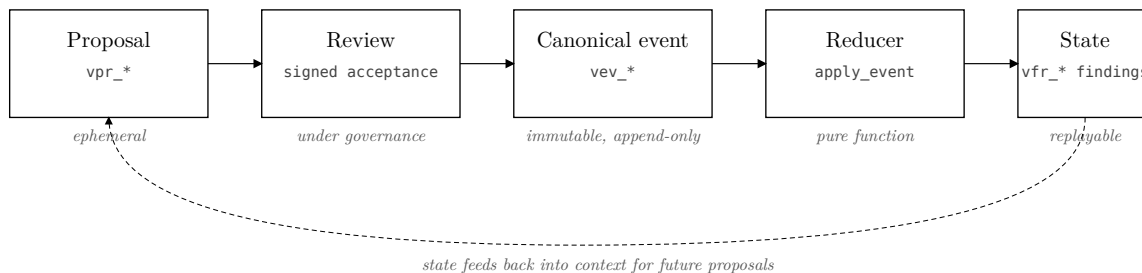 Proposal
vpr_*
ephemeral
Review
signed acceptance
under governance
Canonical event
vev_*
immutable, append-only
Reducer
apply_event
pure function
State
vfr_* findings
replayable
state feeds back into context for future proposals